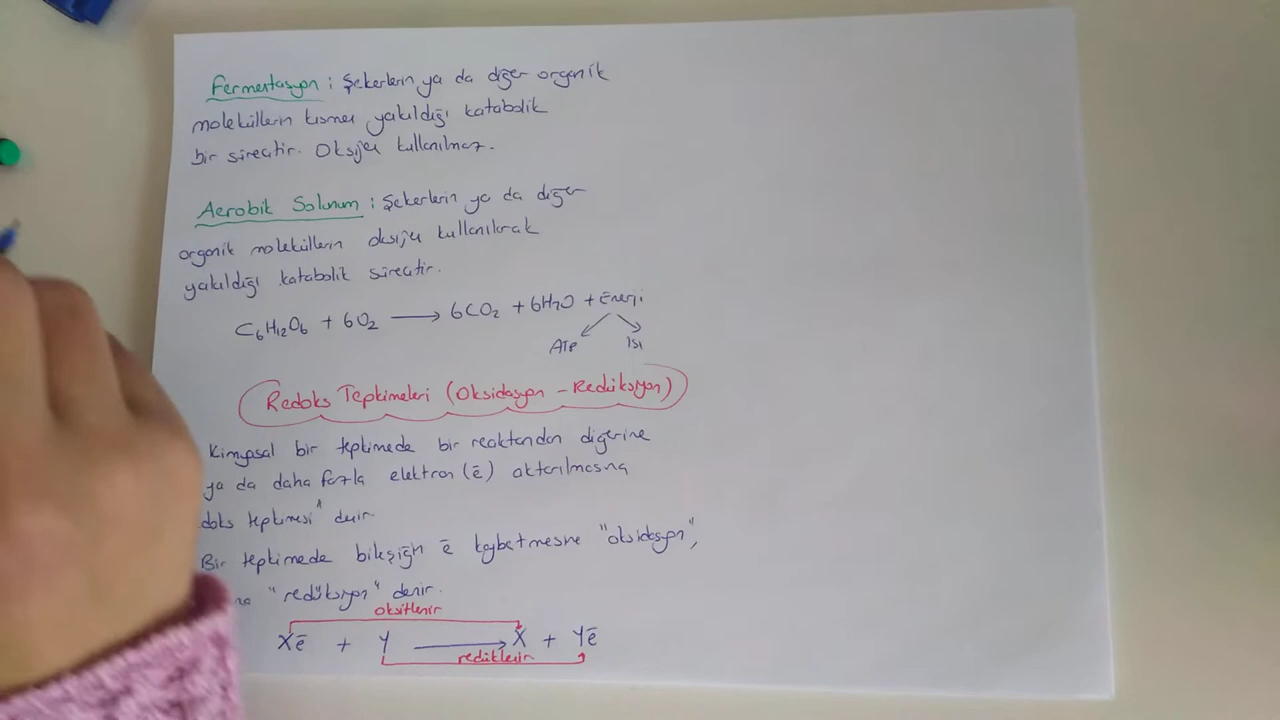 Fermentasyon : Şekerlerin ya da diğer organik
moleküllerin kısmen yakıldığı katabolik
bir süreçtir. Oksijen kullanılmaz.
Aerobik Solunum : Şekerlerin ya da diğer
organik moleküllerin oksijen kullanılarak
yakıldığı katabolik süreçtir.
C6H12O6 + 6O2 → 6CO2 + 6H2O + Enerji
ATP Isı
Redoks Tepkimeleri (Oksidasyon - Redüksiyon)
Kimyasal bir tepkimede bir reaktandan diğerine
ya da daha fazla elektron (ē) aktarılmasına
doks tepkimesi" denir.
Bir tepkimede bileşiğin ē kaybetmesine "oksidasyon",
"redüksiyon" denir.
oksitlenir
Xē + Y → X + Yē
redüklenir